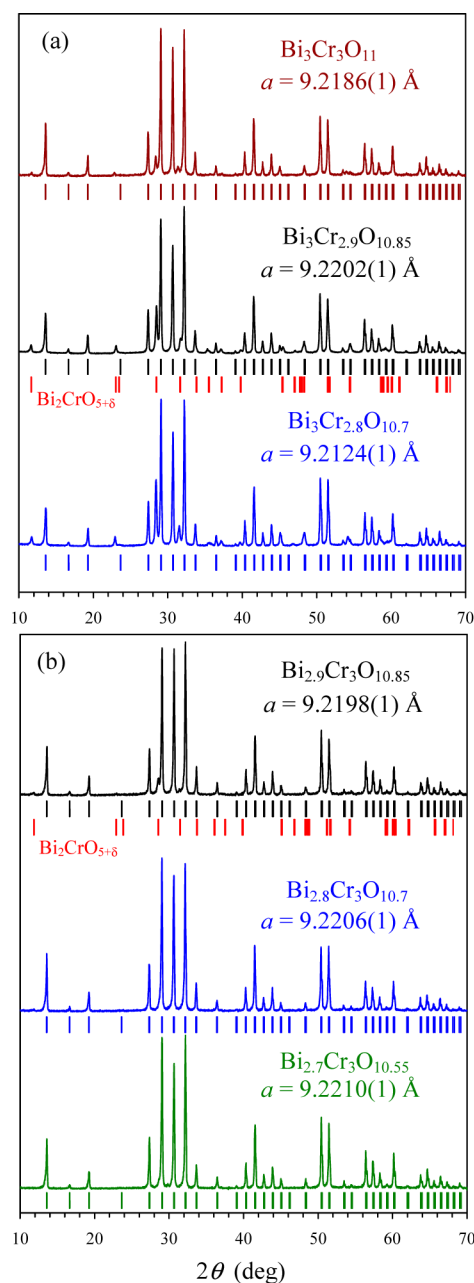 (a)
Bi₃Cr₃O₁₁
a = 9.2186(1) Å
Bi₃Cr₂.₉O₁₀.₈₅
a = 9.2202(1) Å
Bi₂CrO₅₊δ
Bi₃Cr₂.₈O₁₀.₇
a = 9.2124(1) Å
10 20 30 40 50 60 70
(b)
Bi₂.₉Cr₃O₁₀.₈₅
a = 9.2198(1) Å
Bi₂CrO₅₊δ
Bi₂.₈Cr₃O₁₀.₇
a = 9.2206(1) Å
Bi₂.₇Cr₃O₁₀.₅₅
a = 9.2210(1) Å
10 20 30 40 50 60 70
2θ (deg)